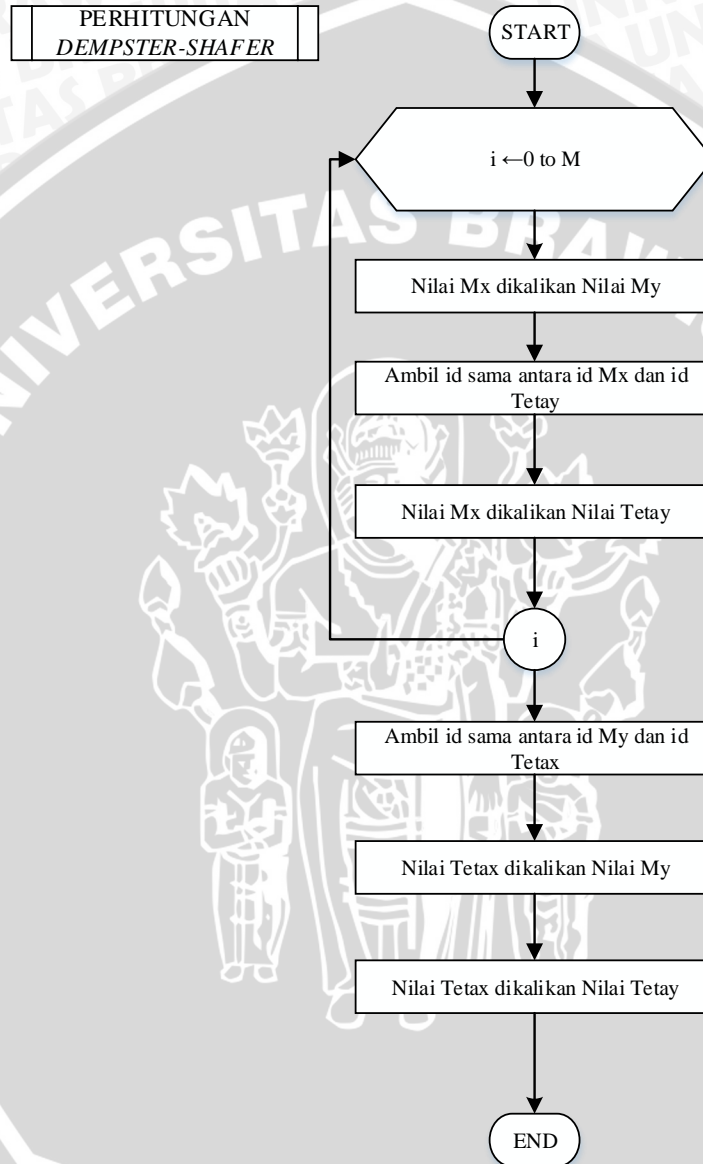 PERHITUNGAN
DEMPSTER-SHAFER
START
i ←0 to M
Nilai Mx dikalikan Nilai My
Ambil id sama antara id Mx dan id
Tetay
Nilai Mx dikalikan Nilai Tetay
i
Ambil id sama antara id My dan id
Tetax
Nilai Tetax dikalikan Nilai My
Nilai Tetax dikalikan Nilai Tetay
END